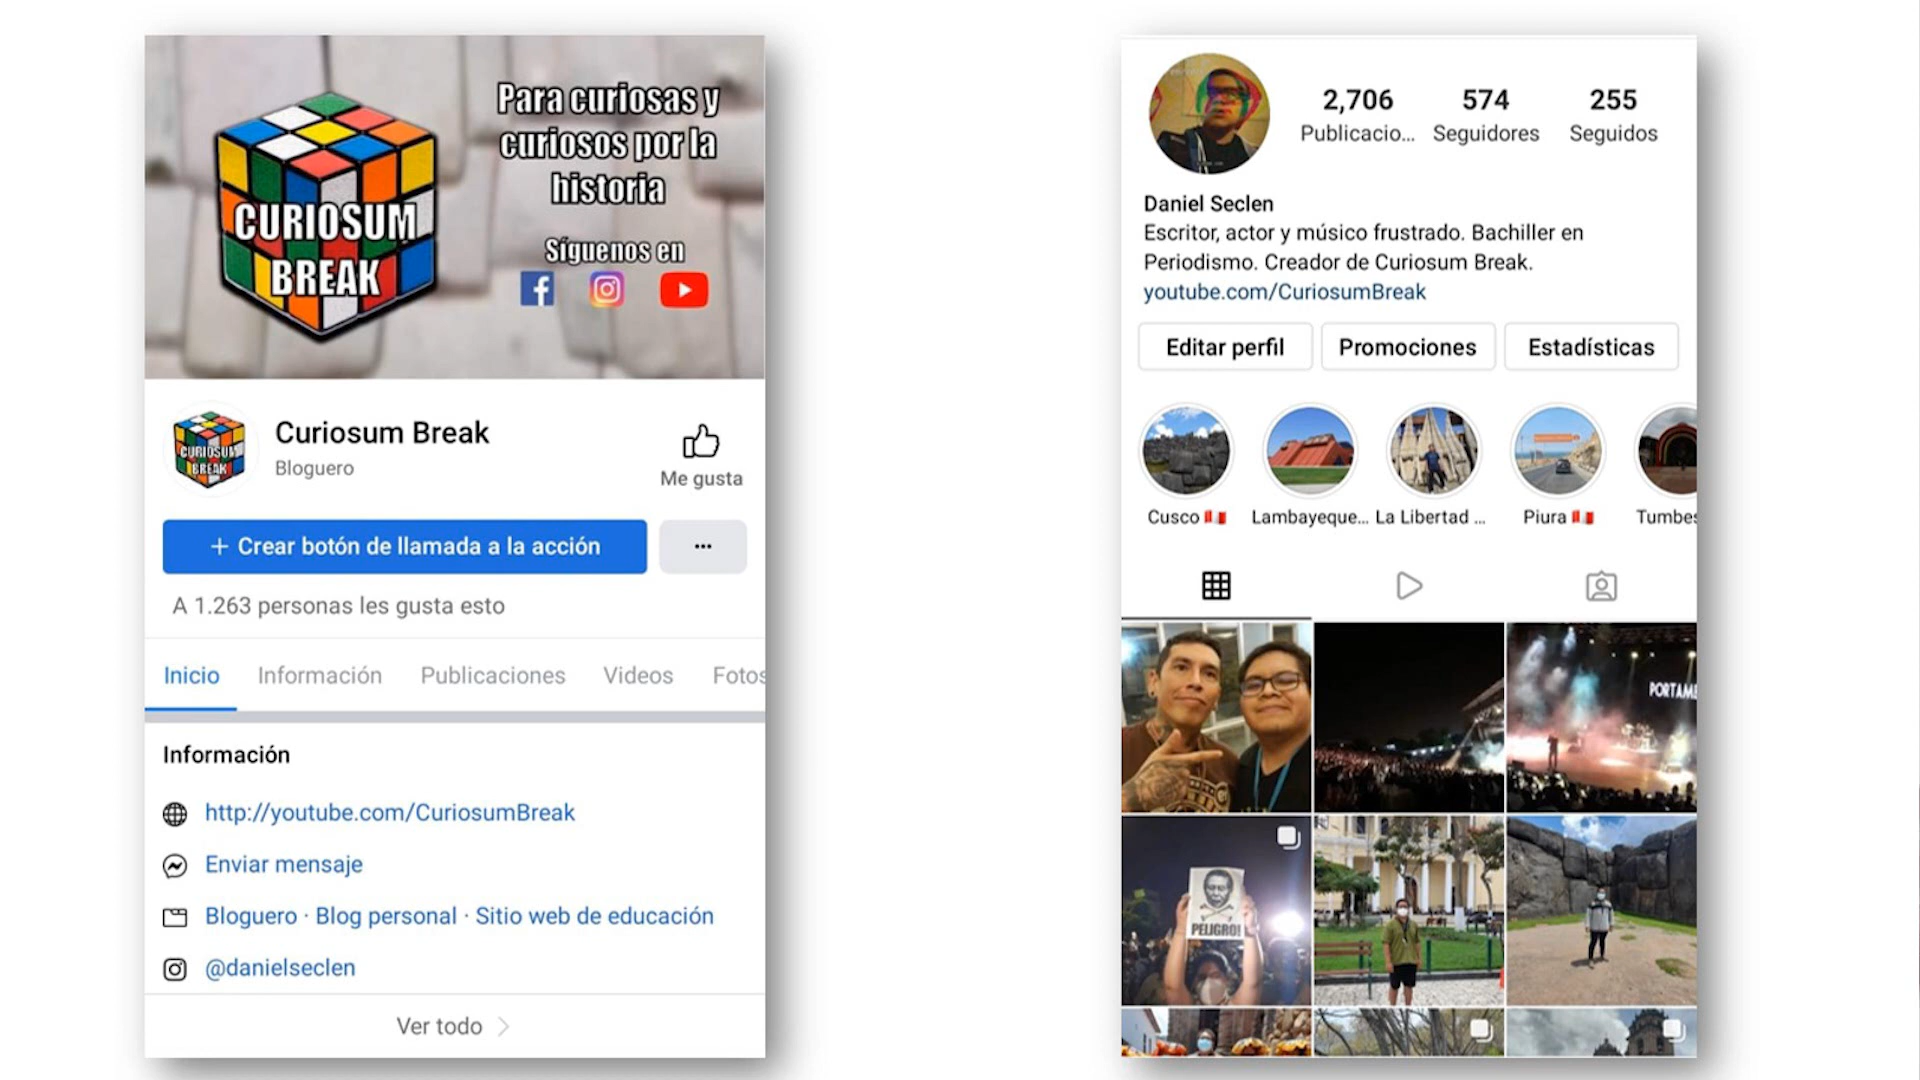 Para curiosas y
curiosos por la
historia
Síguenos en
CURIOSUM
BREAK
CURIOSUM
BREAK
Curiosum Break
Bloguero
Me gusta
+ Crear botón de llamada a la acción
...
A 1.263 personas les gusta esto
Inicio Información Publicaciones Videos Fotos
Información
http://youtube.com/CuriosumBreak
Enviar mensaje
Bloguero · Blog personal · Sitio web de educación
@danielseclen
Ver todo
2,706 574 255
Publicacio... Seguidores Seguidos
Daniel Seclen
Escritor, actor y músico frustrado. Bachiller en
Periodismo. Creador de Curiosum Break.
youtube.com/CuriosumBreak
Editar perfil Promociones Estadísticas
Cusco Lambayeque... La Libertad ... Piura Tumbes
PORTAM
PELIGRO!